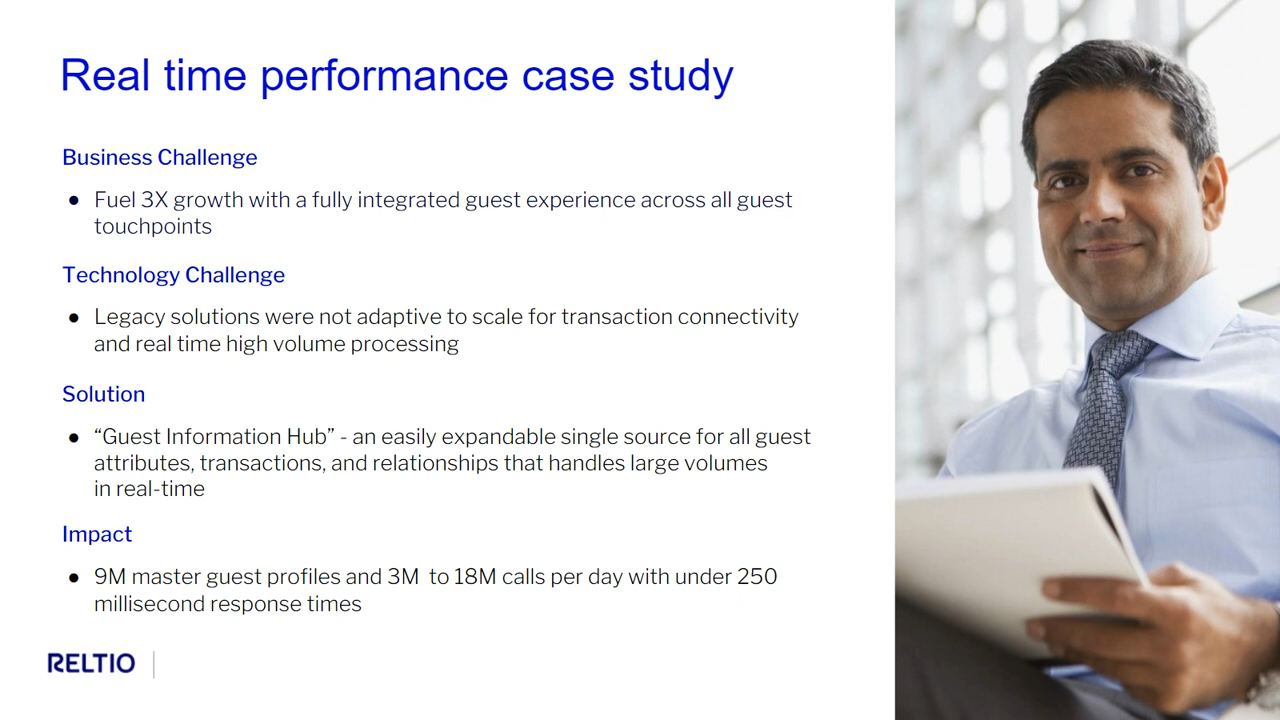 Real time performance case study
Business Challenge
● Fuel 3X growth with a fully integrated guest experience across all guest
touchpoints
Technology Challenge
● Legacy solutions were not adaptive to scale for transaction connectivity
and real time high volume processing
Solution
● “Guest Information Hub” - an easily expandable single source for all guest
attributes, transactions, and relationships that handles large volumes
in real-time
Impact
● 9M master guest profiles and 3M  to 18M calls per day with under 250
millisecond response times
RELTIO